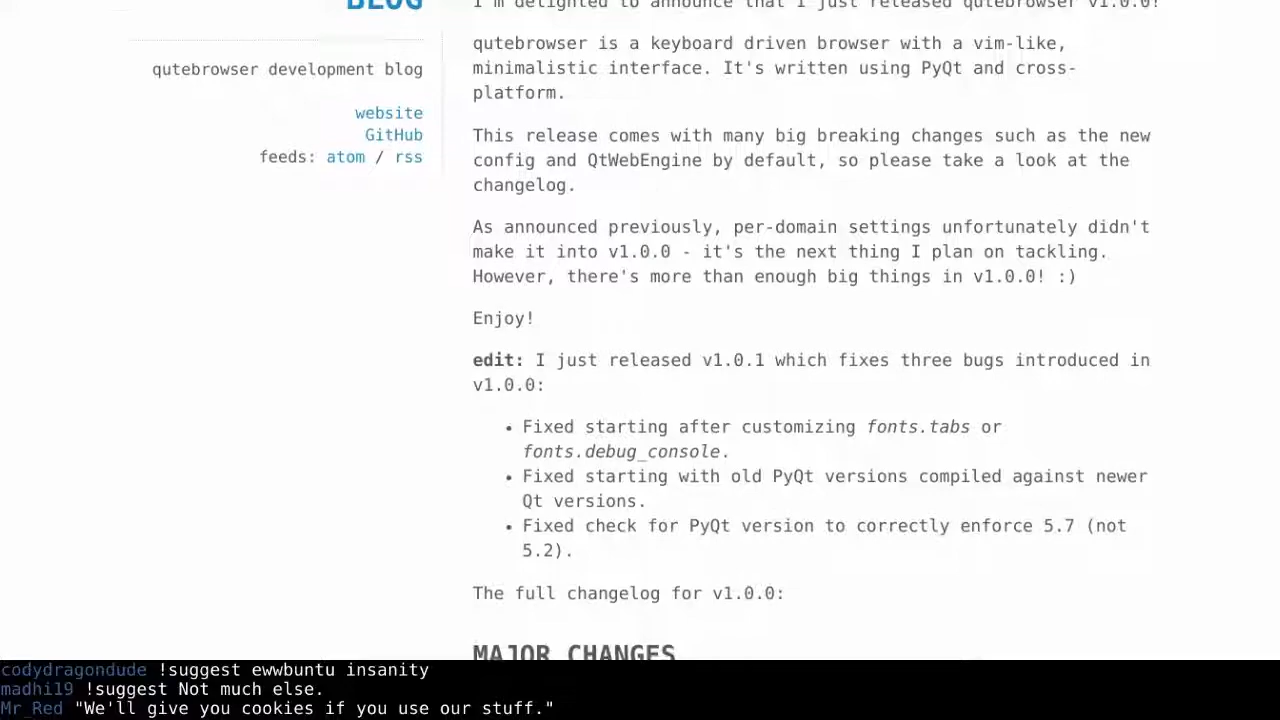 BLOG
qutebrowser development blog
website
GitHub
feeds: atom / rss
I'm delighted to announce that I just released qutebrowser v1.0.0!
qutebrowser is a keyboard driven browser with a vim-like,
minimalistic interface. It's written using PyQt and cross-
platform.
This release comes with many big breaking changes such as the new
config and QtWebEngine by default, so please take a look at the
changelog.
As announced previously, per-domain settings unfortunately didn't
make it into v1.0.0 - it's the next thing I plan on tackling.
However, there's more than enough big things in v1.0.0! :)
Enjoy!
edit: I just released v1.0.1 which fixes three bugs introduced in
v1.0.0:
• Fixed starting after customizing fonts.tabs or
fonts.debug_console.
• Fixed starting with old PyQt versions compiled against newer
Qt versions.
• Fixed check for PyQt version to correctly enforce 5.7 (not
5.2).
The full changelog for v1.0.0:
MAJOR CHANGES
codydragondude !suggest ewwbuntu insanity
madhi19 !suggest Not much else.
Mr_Red "We'll give you cookies if you use our stuff."